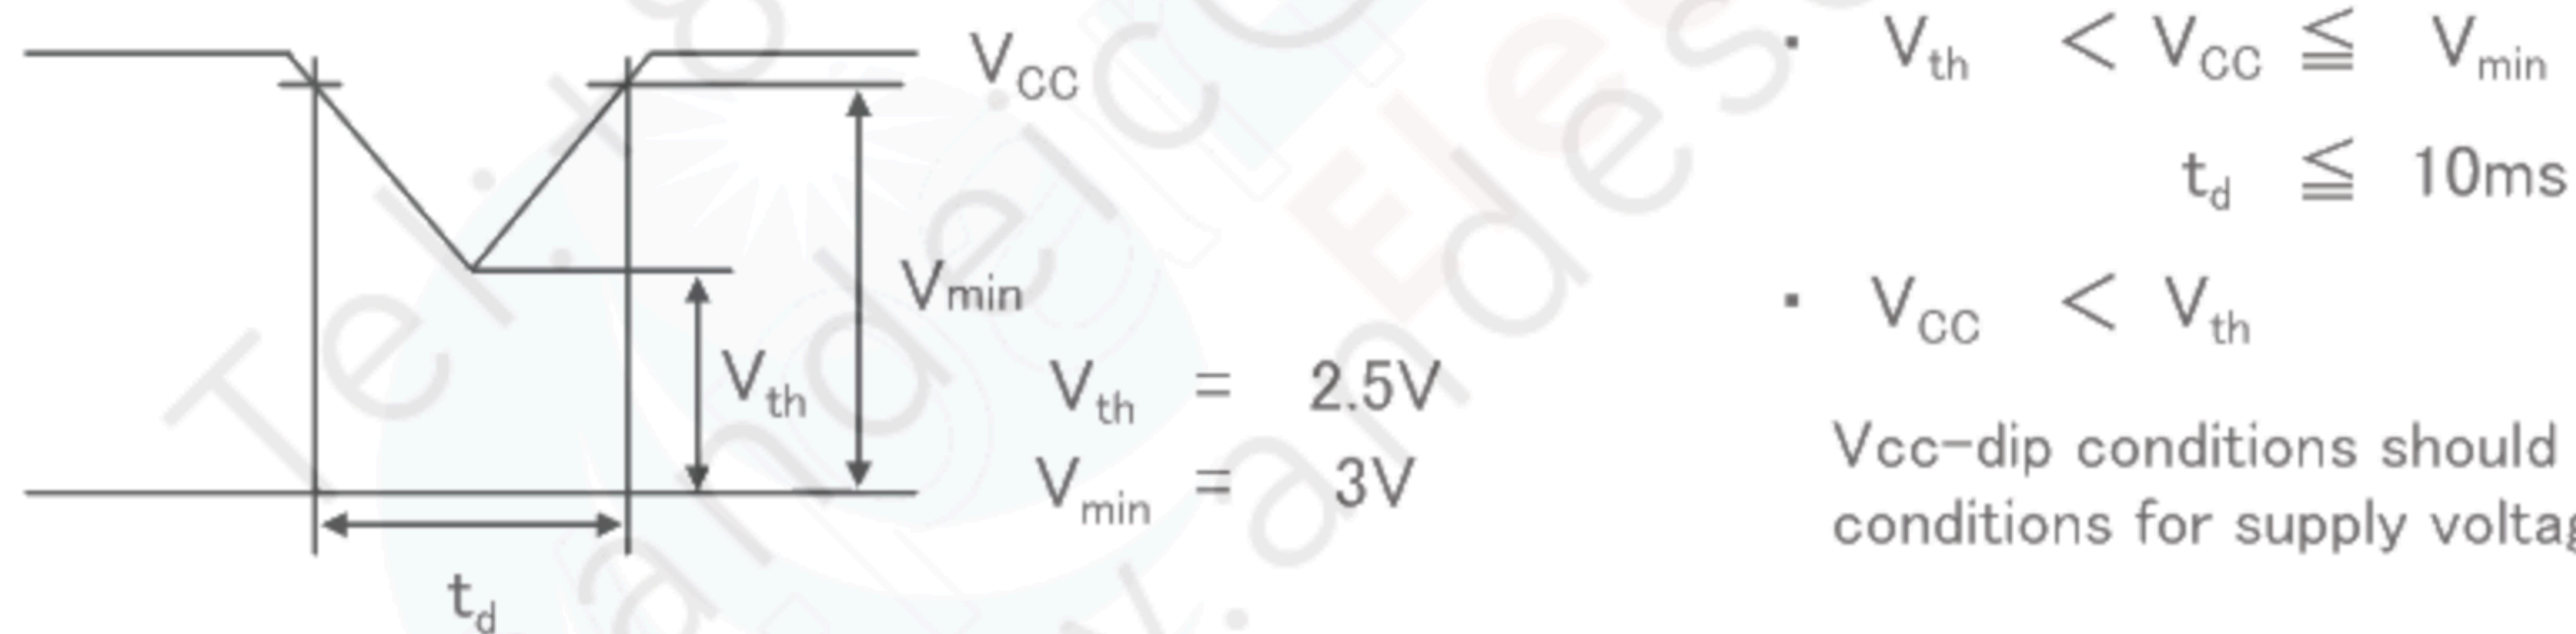 V_CC
V_min
V_th
t_d
V_th = 2.5V
V_min = 3V
・ V_th < V_CC ≦ V_min
t_d ≦ 10ms
・ V_CC < V_th
Vcc-dip conditions should
conditions for supply